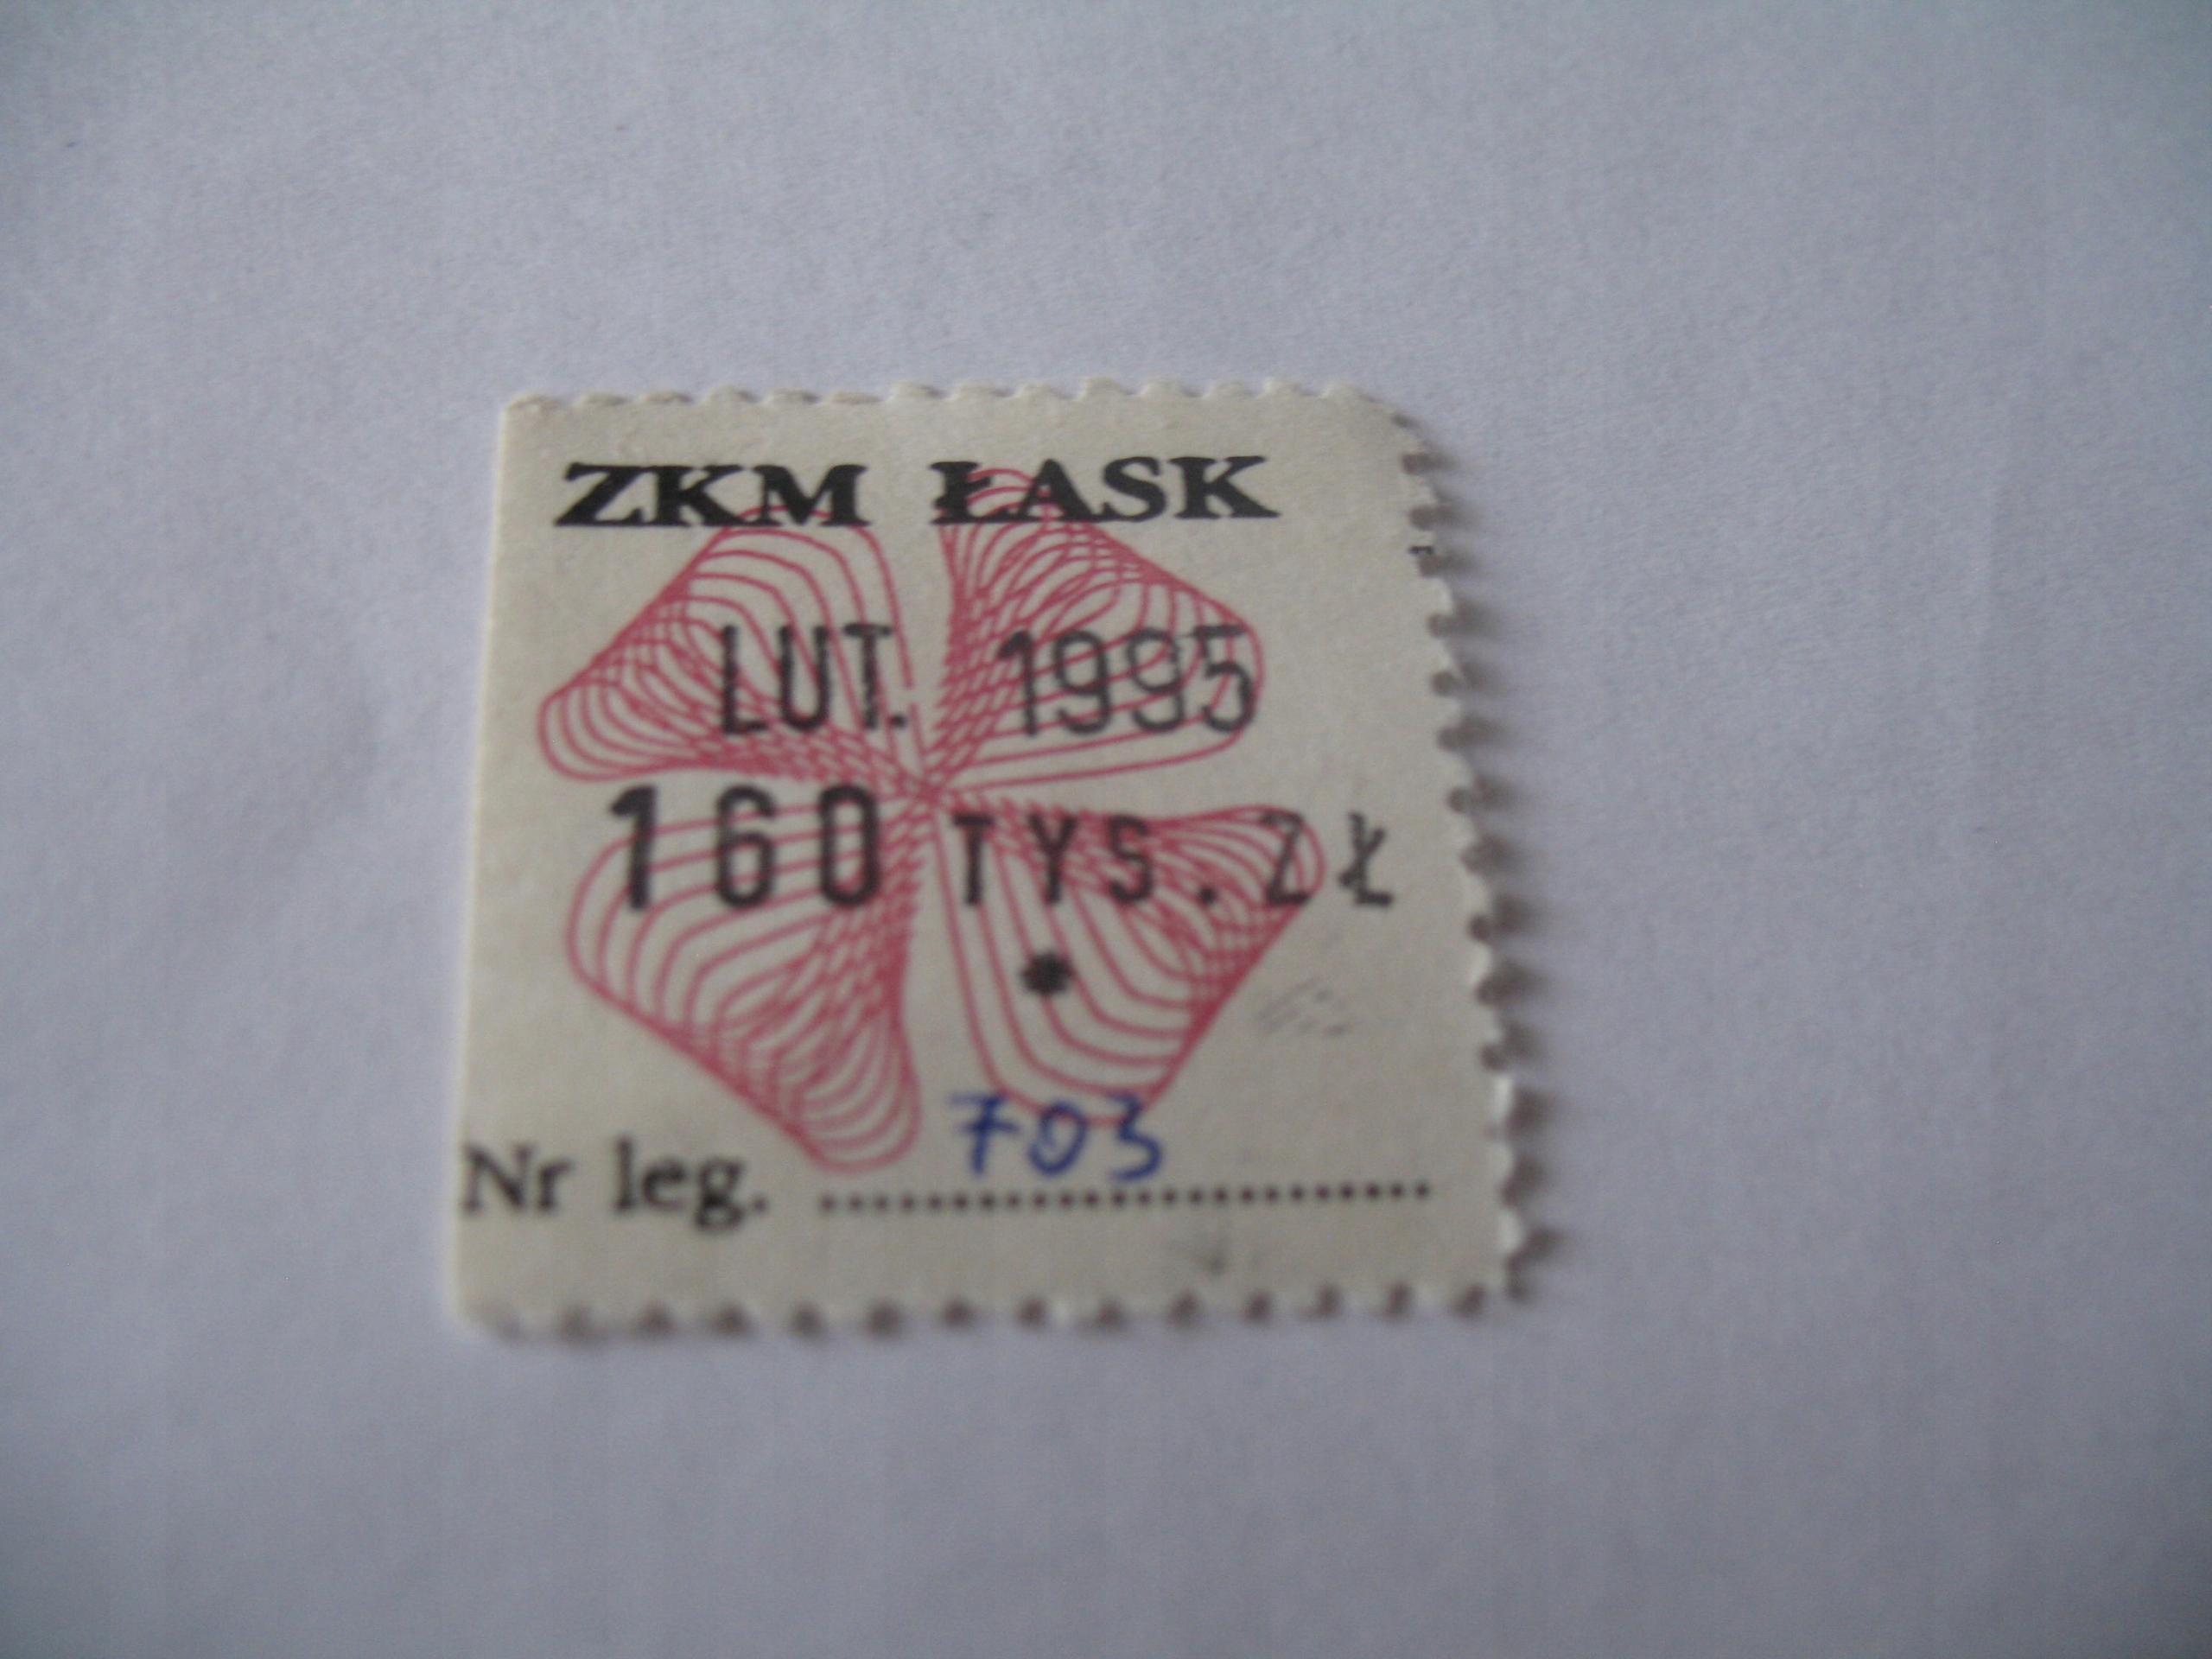 ZKM ŁASK
LUT. 1995
160 TYS. ZŁ
*
Nr leg. 703